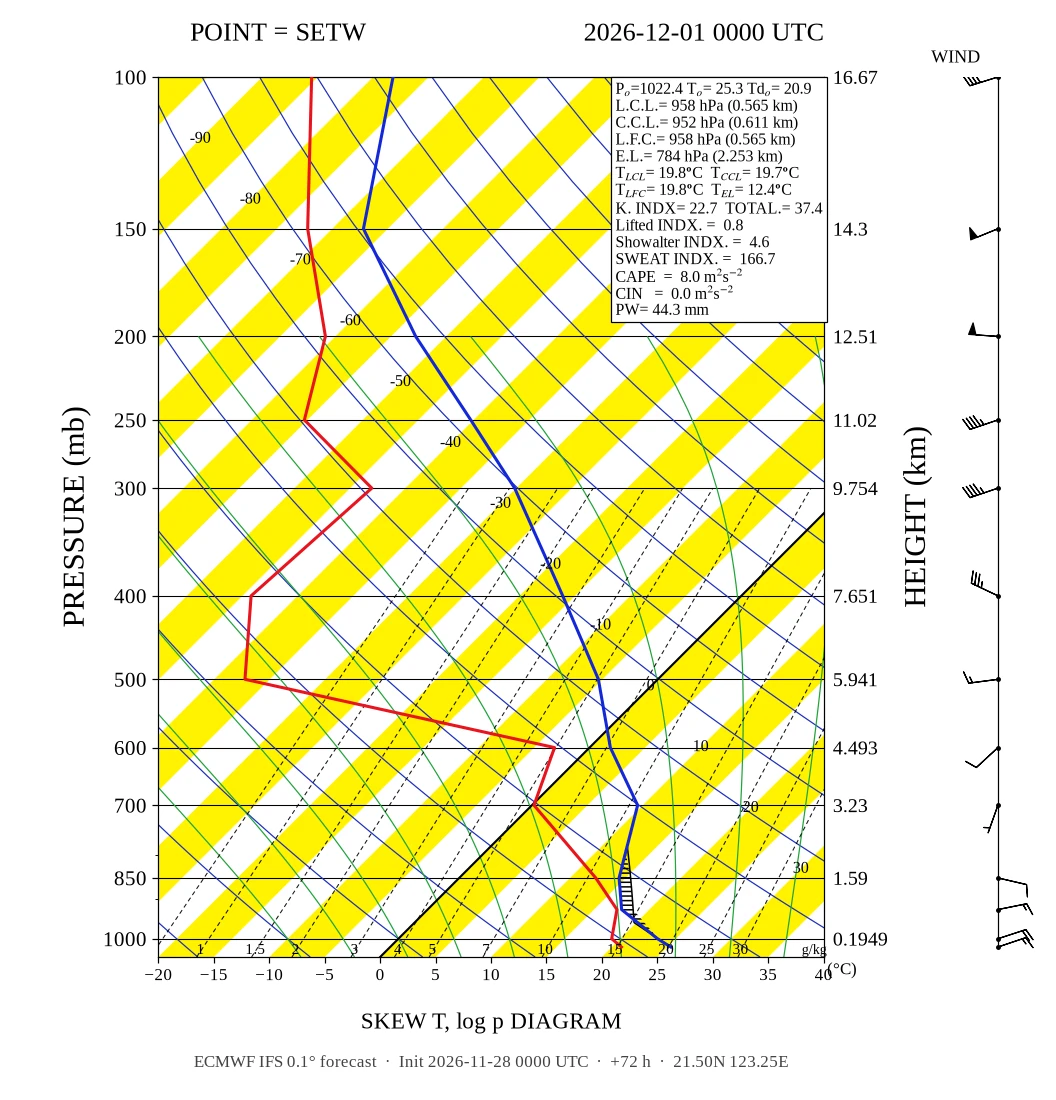 POINT = SETW
2026-12-01 0000 UTC
WIND
100
16.67
Pₒ=1022.4 Tₒ= 25.3 Tdₒ= 20.9
L.C.L.= 958 hPa (0.565 km)
C.C.L.= 952 hPa (0.611 km)
L.F.C.= 958 hPa (0.565 km)
E.L.= 784 hPa (2.253 km)
T_LCL= 19.8°C T_CCL= 19.7°C
T_LFC= 19.8°C T_EL= 12.4°C
K. INDX= 22.7 TOTAL.= 37.4
Lifted INDX. = 0.8
Showalter INDX. = 4.6
SWEAT INDX. = 166.7
CAPE = 8.0 m²s⁻²
CIN = 0.0 m²s⁻²
PW= 44.3 mm
-90
-80
150
14.3
-70
-60
200
12.51
-50
250
11.02
-40
300
9.754
-30
-20
400
7.651
-10
500
5.941
0
600
10
4.493
700
20
3.23
850
30
1.59
1000
0.1949
1 1.5 2 3 4 5 7 10 15 20 25 30 g/kg
−20 −15 −10 −5 0 5 10 15 20 25 30 35 40 (°C)
PRESSURE (mb)
HEIGHT (km)
SKEW T, log p DIAGRAM
ECMWF IFS 0.1° forecast · Init 2026-11-28 0000 UTC · +72 h · 21.50N 123.25E